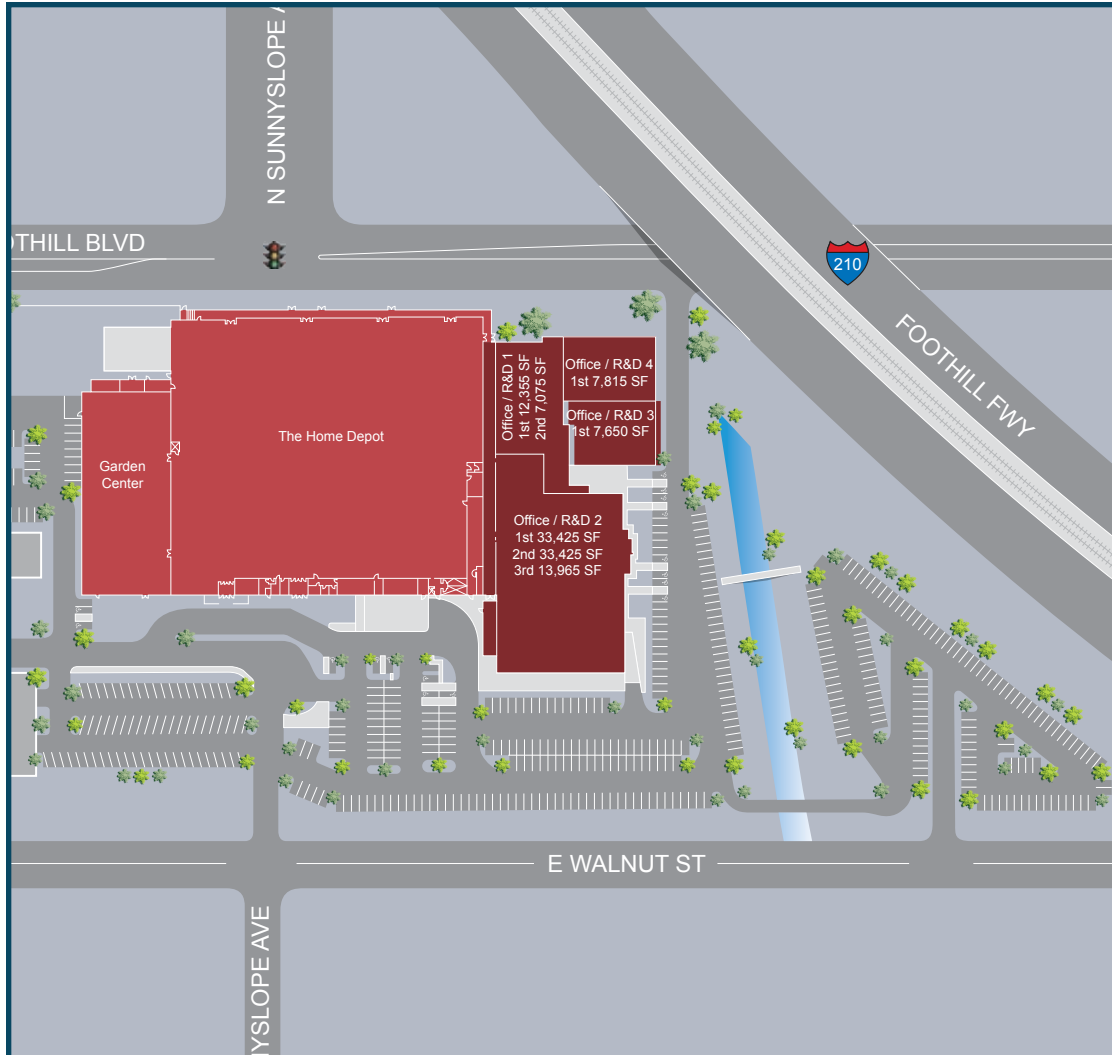 N SUNNYSLOPE A
OTHILL BLVD
210
FOOTHILL FWY
Office / R&D 1
1st 12,355 SF
2nd 7,075 SF
Office / R&D 4
1st 7,815 SF
Office / R&D 3
1st 7,650 SF
The Home Depot
Garden
Center
Office / R&D 2
1st 33,425 SF
2nd 33,425 SF
3rd 13,965 SF
E WALNUT ST
NYSLOPE AVE